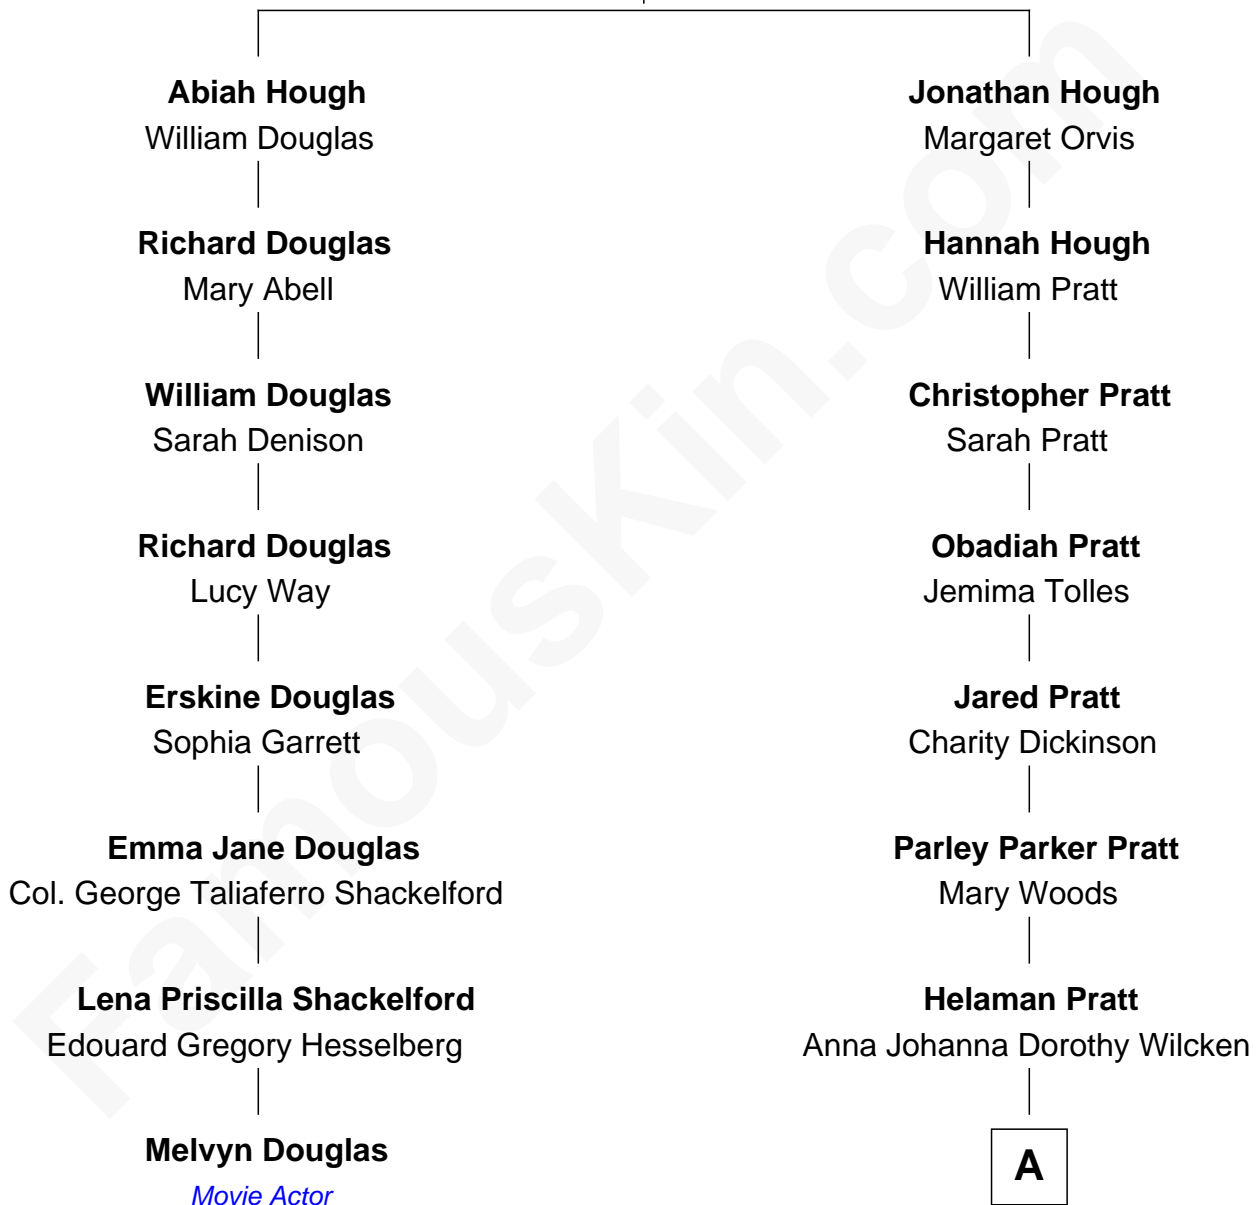 Abiah Hough
William Douglas
Richard Douglas
Mary Abell
William Douglas
Sarah Denison
Richard Douglas
Lucy Way
Erskine Douglas
Sophia Garrett
Emma Jane Douglas
Col. George Taliaferro Shackelford
Lena Priscilla Shackelford
Edouard Gregory Hesselberg
Melvyn Douglas
Movie Actor
Jonathan Hough
Margaret Orvis
Hannah Hough
William Pratt
Christopher Pratt
Sarah Pratt
Obadiah Pratt
Jemima Tolles
Jared Pratt
Charity Dickinson
Parley Parker Pratt
Mary Woods
Helaman Pratt
Anna Johanna Dorothy Wilcken
A
FamousKin.com